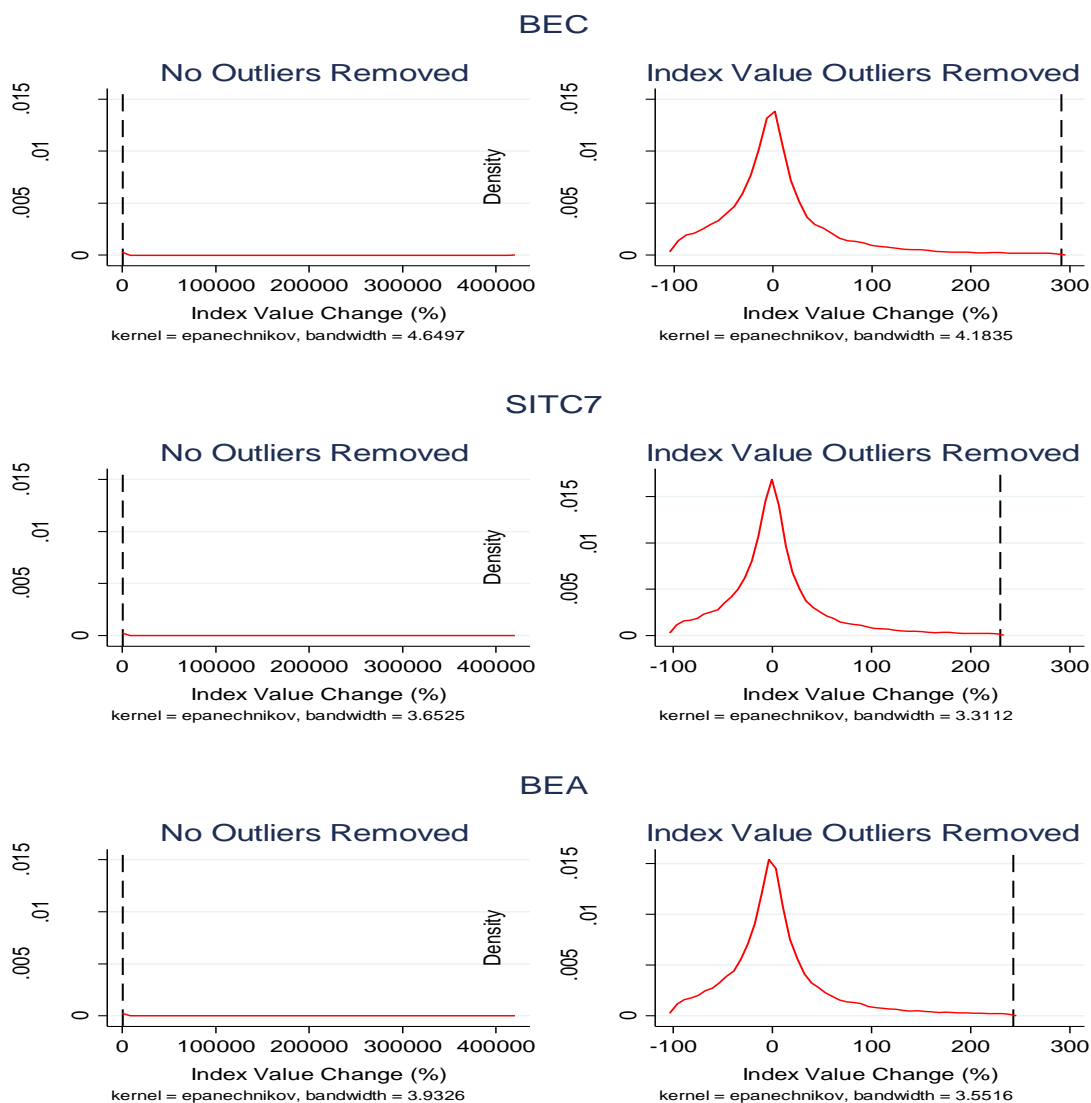 BEC
No Outliers Removed
Index Value Outliers Removed
.015
.01
.005
0
Density
0 100000 200000 300000 400000
Index Value Change (%)
kernel = epanechnikov, bandwidth = 4.6497
.015
.01
.005
0
-100 0 100 200 300
Index Value Change (%)
kernel = epanechnikov, bandwidth = 4.1835
SITC7
No Outliers Removed
Index Value Outliers Removed
.015
.01
.005
0
Density
0 100000 200000 300000 400000
Index Value Change (%)
kernel = epanechnikov, bandwidth = 3.6525
.015
.01
.005
0
-100 0 100 200 300
Index Value Change (%)
kernel = epanechnikov, bandwidth = 3.3112
BEA
No Outliers Removed
Index Value Outliers Removed
.015
.01
.005
0
Density
0 100000 200000 300000 400000
Index Value Change (%)
kernel = epanechnikov, bandwidth = 3.9326
.015
.01
.005
0
-100 0 100 200 300
Index Value Change (%)
kernel = epanechnikov, bandwidth = 3.5516